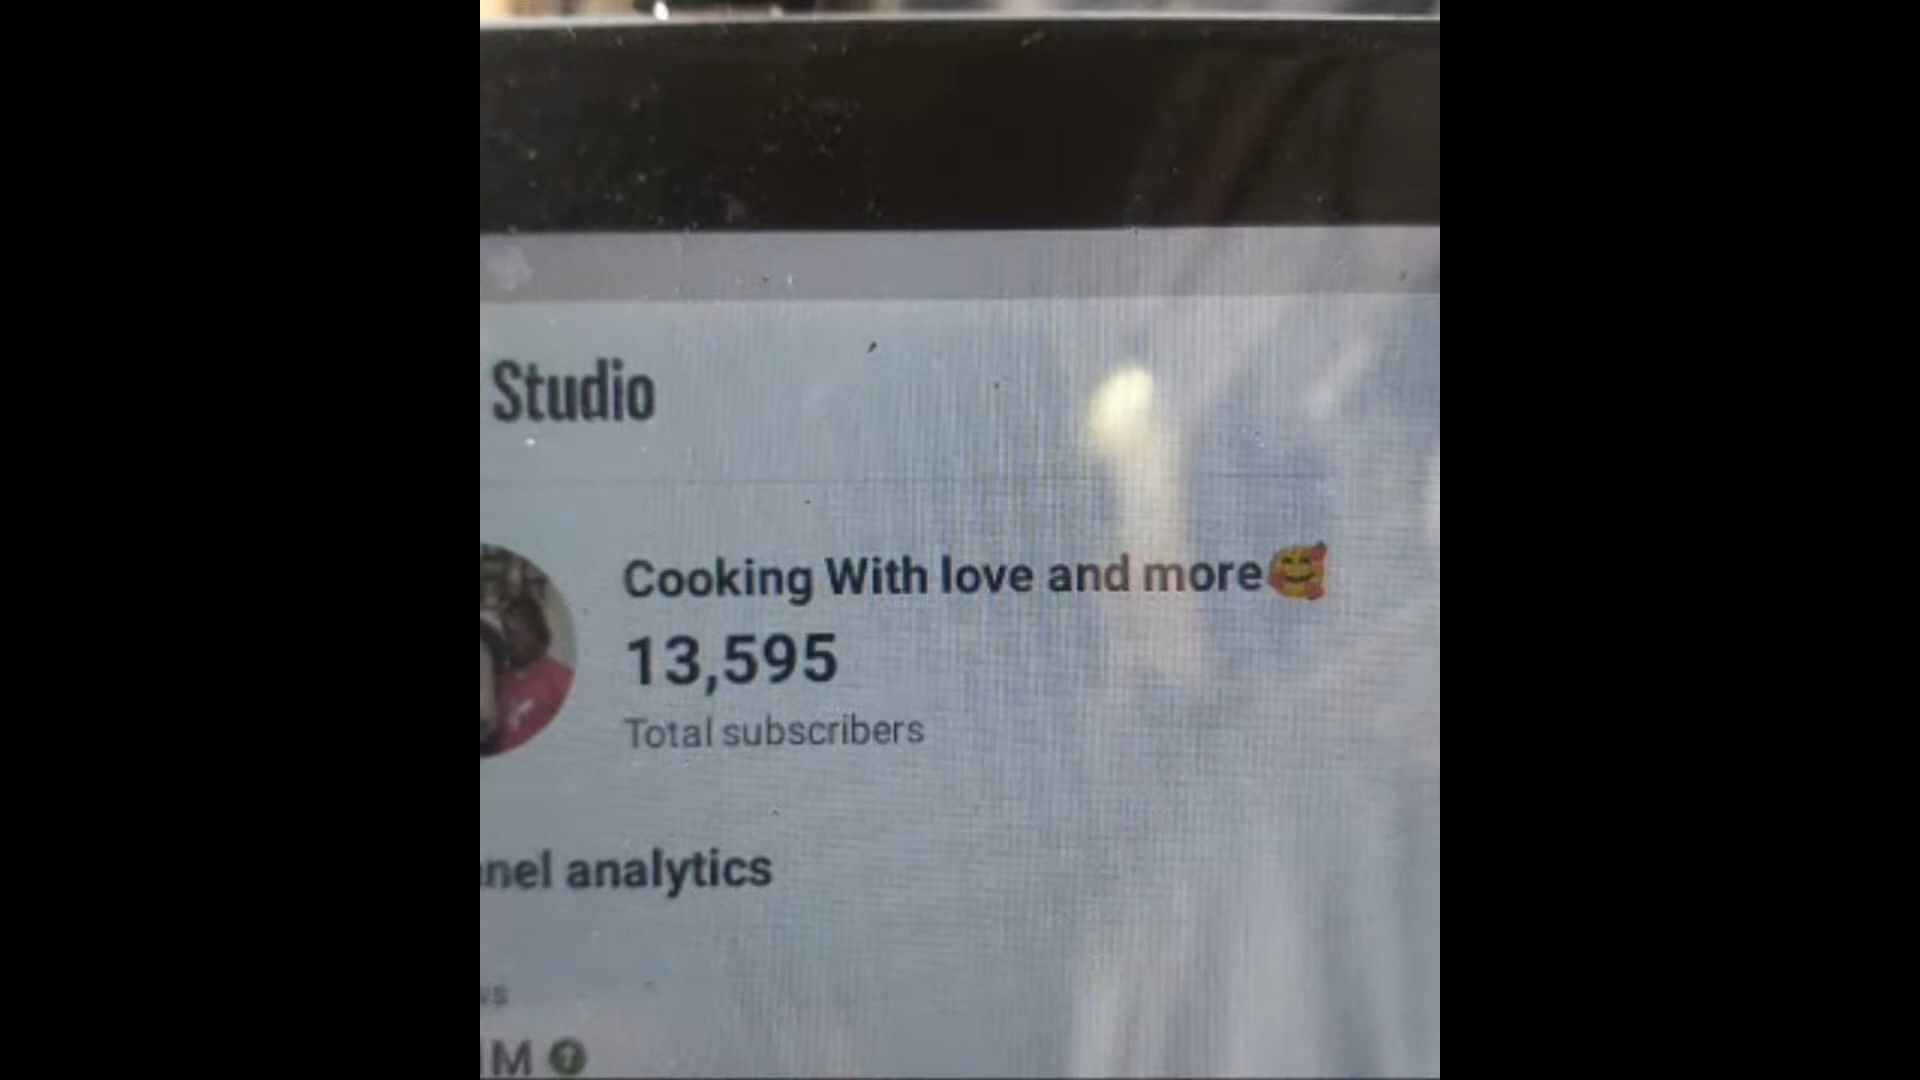 Studio
Cooking With love and more🥰
13,595
Total subscribers
nel analytics
M